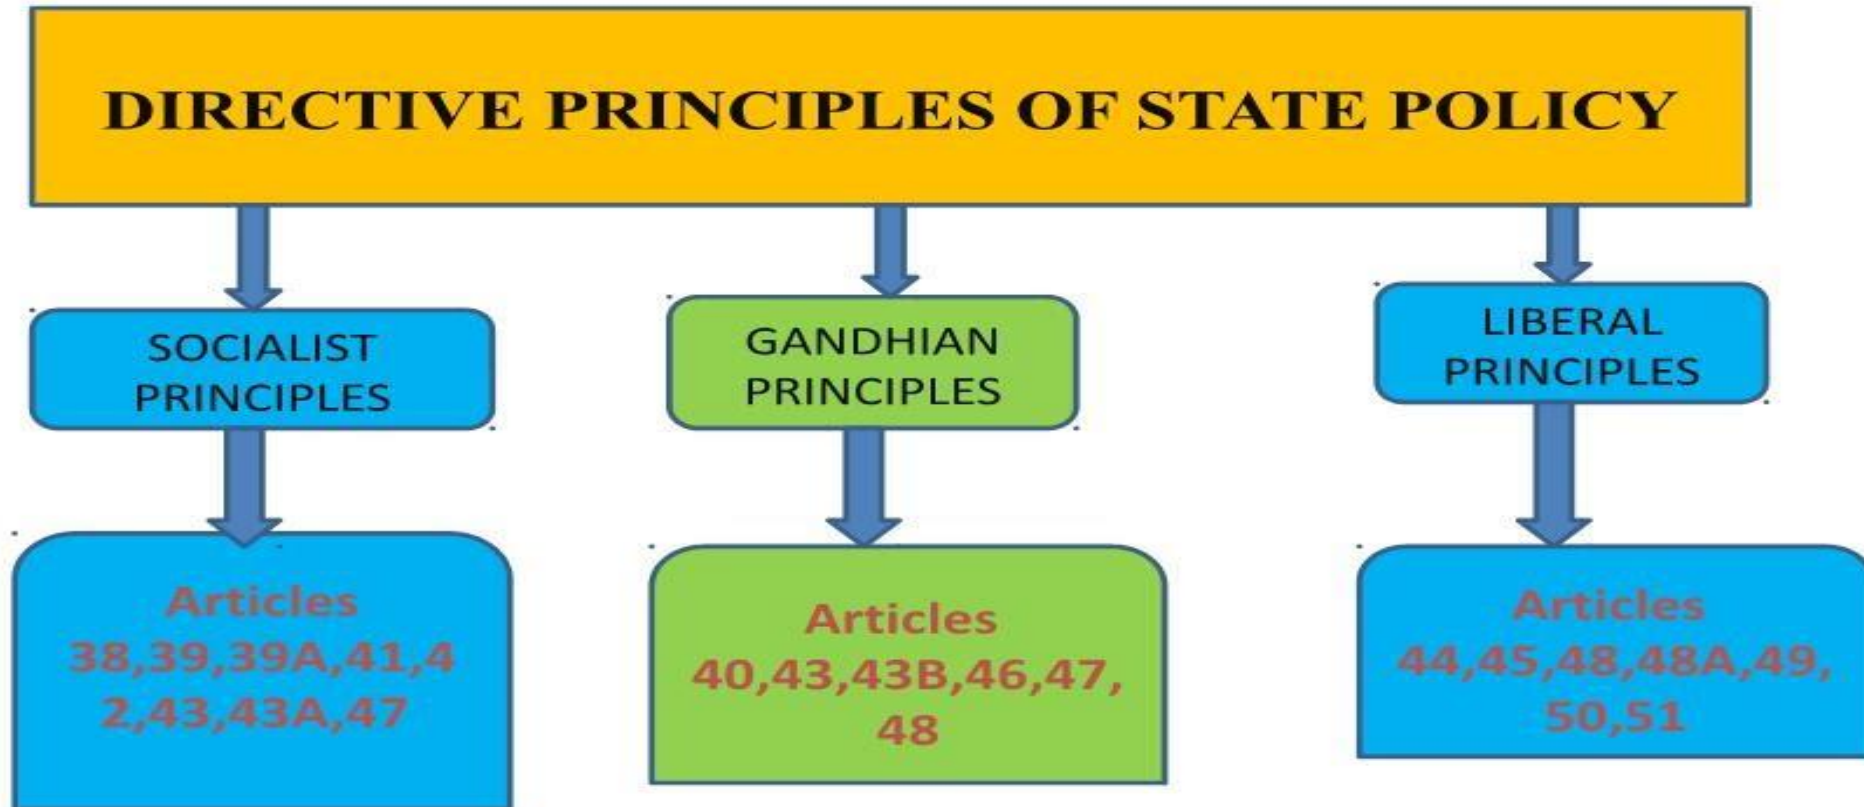 DIRECTIVE PRINCIPLES OF STATE POLICY
SOCIALIST
PRINCIPLES
GANDHIAN
PRINCIPLES
LIBERAL
PRINCIPLES
Articles
38,39,39A,41,4
2,43,43A,47
Articles
40,43,43B,46,47,
48
Articles
44,45,48,48A,49,
50,51